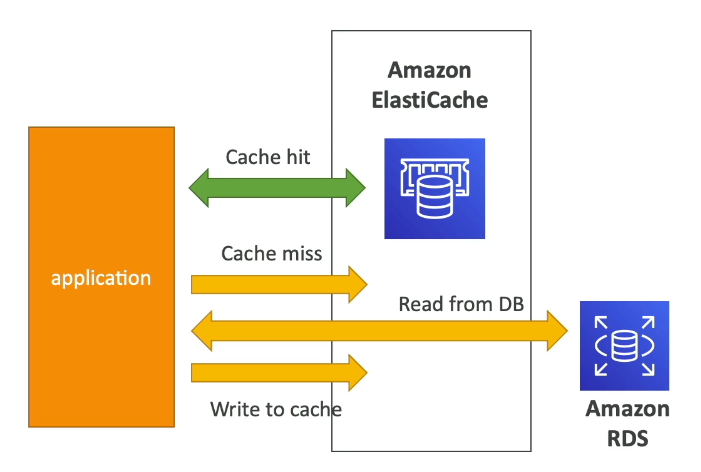 Amazon
ElastiCache
Cache hit
application
Cache miss
Read from DB
Write to cache
Amazon
RDS